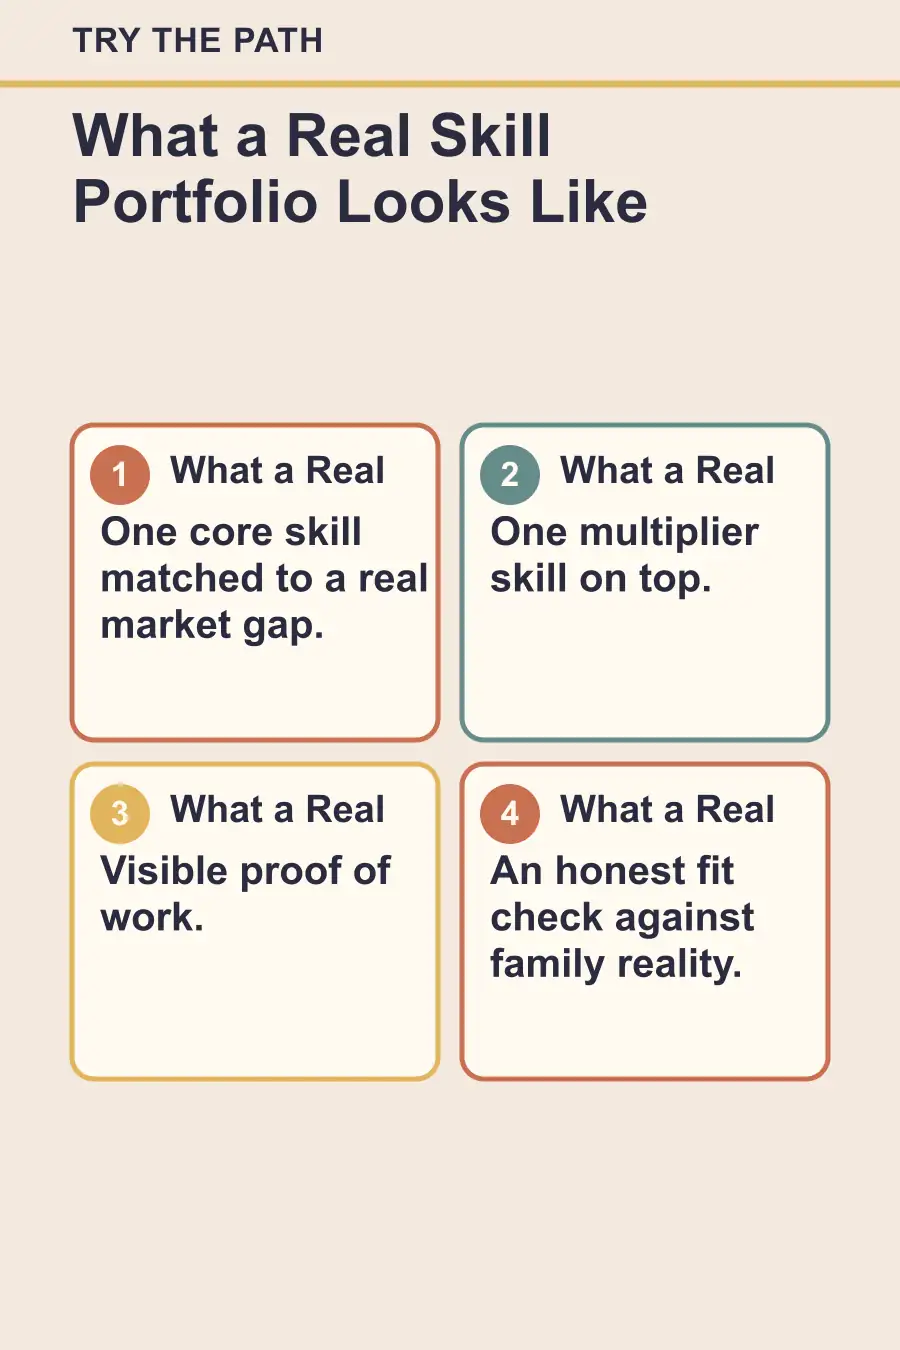 TRY THE PATH
What a Real Skill
Portfolio Looks Like
1 What a Real
One core skill
matched to a real
market gap.
2 What a Real
One multiplier
skill on top.
3 What a Real
Visible proof of
work.
4 What a Real
An honest fit
check against
family reality.